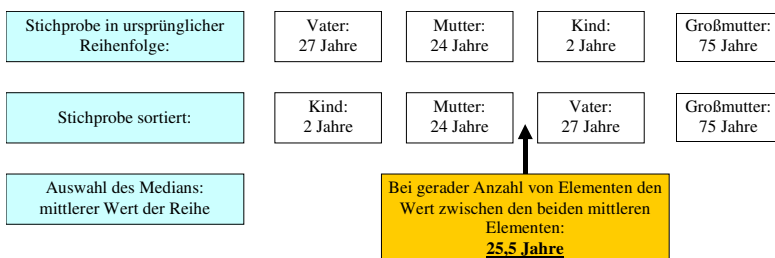 Stichprobe in ursprünglicher
Reihenfolge:
Vater:
27 Jahre
Mutter:
24 Jahre
Kind:
2 Jahre
Großmutter:
75 Jahre
Stichprobe sortiert:
Kind:
2 Jahre
Mutter:
24 Jahre
Vater:
27 Jahre
Großmutter:
75 Jahre
Auswahl des Medians:
mittlerer Wert der Reihe
Bei gerader Anzahl von Elementen den
Wert zwischen den beiden mittleren
Elementen:
25,5 Jahre